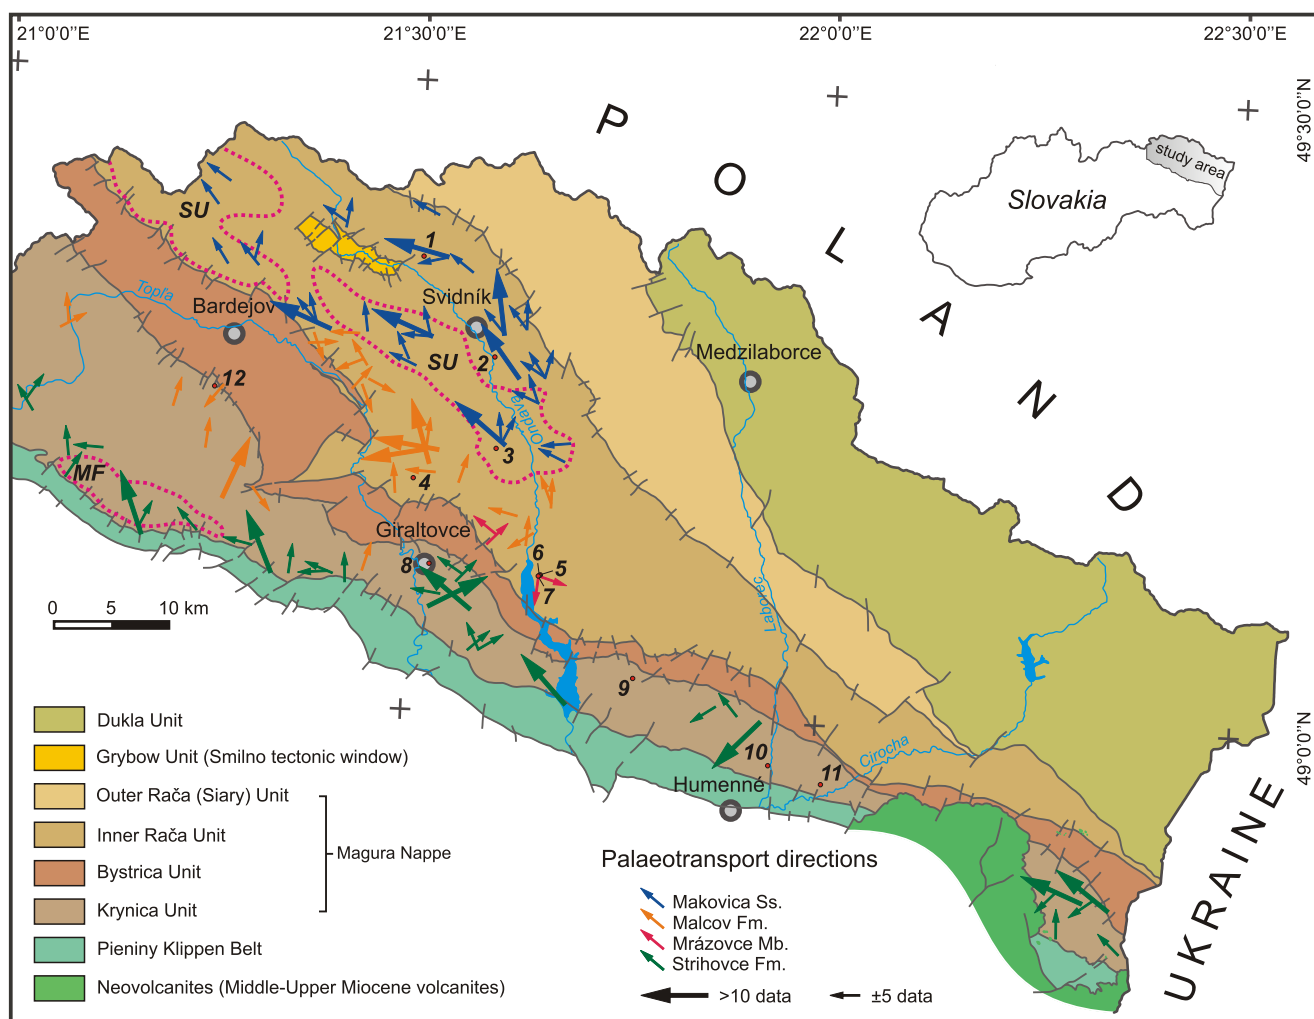 21°0'0"E
21°30'0"E
22°0'0"E
22°30'0"E
49°30'0"N
49°0'0"N
POLAND
UKRAINE
Slovakia
study area
SU
1
Svidník
Topľa
Bardejov
SU
2
Medzilaborce
12
Ondava
3
MF
4
Giraltovce
8
6
5
7
Laborec
9
10
11
Cirocha
Humenné
0 5 10 km
Dukla Unit
Grybow Unit (Smilno tectonic window)
Outer Rača (Siary) Unit
Inner Rača Unit
Magura Nappe
Bystrica Unit
Krynica Unit
Pieniny Klippen Belt
Neovolcanites (Middle-Upper Miocene volcanites)
Palaeotransport directions
Makovica Ss.
Malcov Fm.
Mrázovce Mb.
Strihovce Fm.
>10 data
±5 data